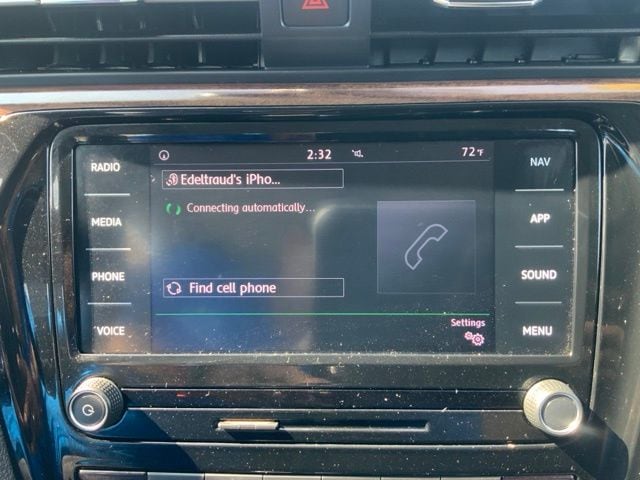 2:32
72°F
RADIO
MEDIA
PHONE
VOICE
Edeltraud's iPho...
Connecting automatically...
Find cell phone
Settings
NAV
APP
SOUND
MENU